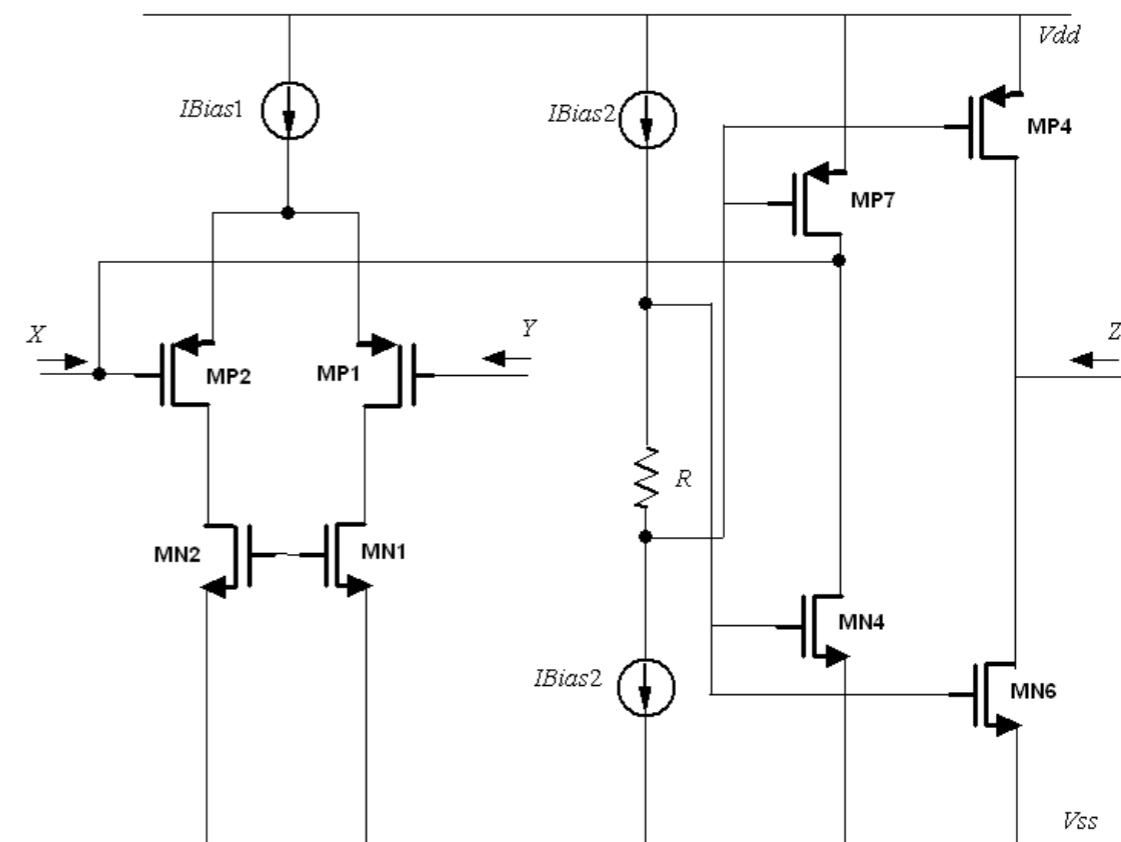 Vdd
IBias1
IBias2
MP4
MP7
X
Y
Z
MP2
MP1
R
MN2
MN1
MN4
IBias2
MN6
Vss